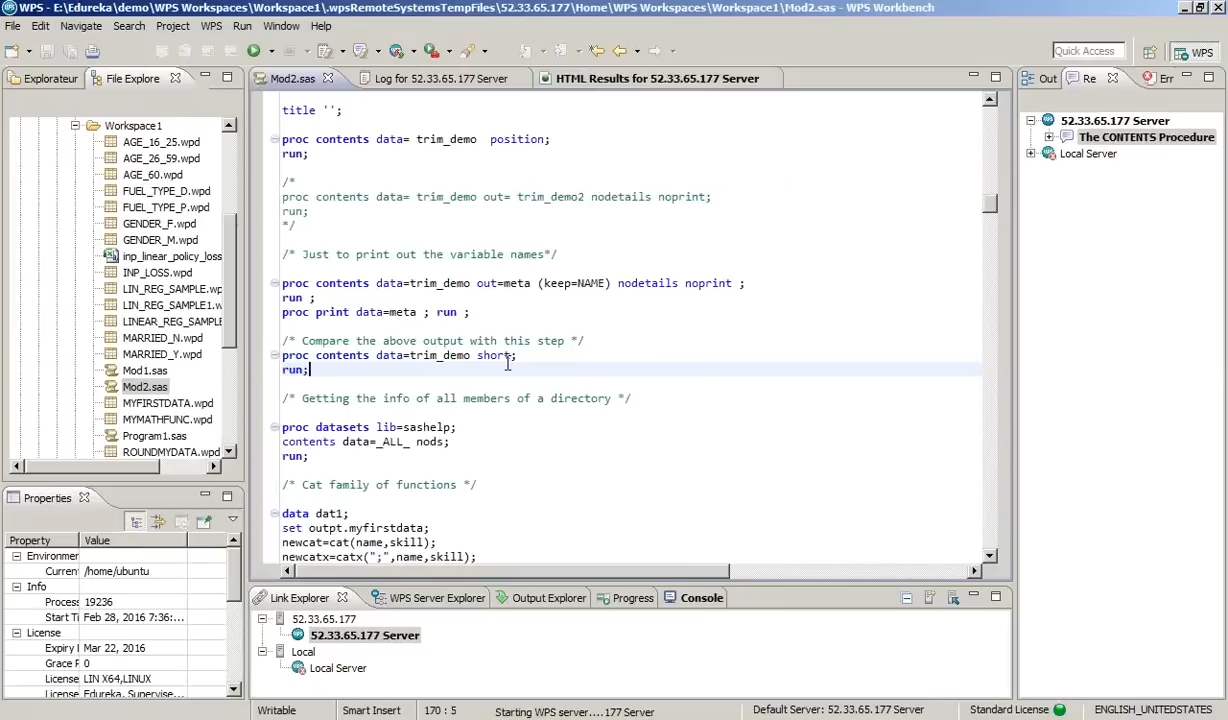 WPS - E:\Edureka\demo\Workspaces\Workspace1\.wpsRemoteSystemsTempFiles\52.33.65.177\Home\WPS Workspaces\Workspace1\Mod2.sas - WPS Workbench
File Edit Navigate Search Project WPS Run Window Help
Quick Access WPS
Explorateur File Explore
Workspace1
AGE_16_25.wpd
AGE_26_59.wpd
AGE_60.wpd
FUEL_TYPE_D.wpd
FUEL_TYPE_P.wpd
GENDER_F.wpd
GENDER_M.wpd
inp_linear_policy_loss
INP_LOSS.wpd
LIN_REG_SAMPLE.wp
LIN_REG_SAMPLE1.w
LINEAR_REG_SAMPLE
MARRIED_N.wpd
MARRIED_Y.wpd
Mod1.sas
Mod2.sas
MYFIRSTDATA.wpd
MYMATHFUNC.wpd
Program1.sas
ROUNDMYDATA.wpd
Properties
Property Value
Environmer
Current /home/ubuntu
Info
Process 19236
Start Ti Feb 28, 2016 7:36:...
License
Expiry I Mar 22, 2016
Grace P 0
License LIN X64,LINUX
License Edureka, Supervise...
Mod2.sas Log for 52.33.65.177 Server HTML Results for 52.33.65.177 Server
title '';
proc contents data= trim_demo  position;
run;
/*
proc contents data= trim_demo out= trim_demo2 nodetails noprint;
run;
*/
/* Just to print out the variable names*/
proc contents data=trim_demo out=meta (keep=NAME) nodetails noprint ;
run ;
proc print data=meta ; run ;
/* Compare the above output with this step */
proc contents data=trim_demo short;
run;
/* Getting the info of all members of a directory */
proc datasets lib=sashelp;
contents data=_ALL_ nods;
run;
/* Cat family of functions */
data dat1;
set outpt.myfirstdata;
newcat=cat(name,skill);
newcatx=catx(";",name,skill);
Link Explorer WPS Server Explorer Output Explorer Progress Console
52.33.65.177
52.33.65.177 Server
Local
Local Server
Out Re Err
52.33.65.177 Server
The CONTENTS Procedure
Local Server
Writable Smart Insert 170 : 5 Starting WPS server....177 Server Default Server: 52.33.65.177 Server Standard License ENGLISH_UNITEDSTATES